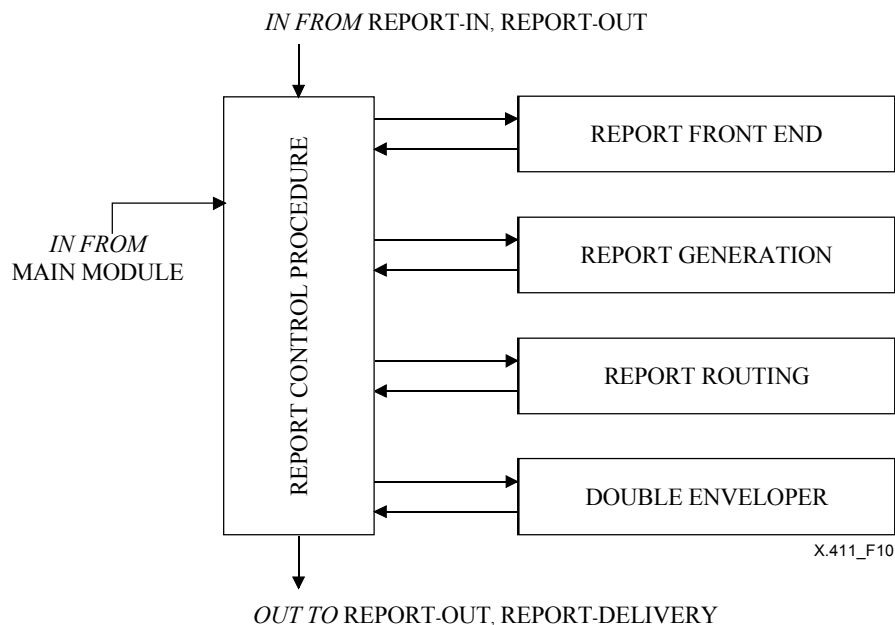 IN FROM REPORT-IN, REPORT-OUT
REPORT FRONT END
REPORT CONTROL PROCEDURE
IN FROM
MAIN MODULE
REPORT GENERATION
REPORT ROUTING
DOUBLE ENVELOPER
X.411_F10
OUT TO REPORT-OUT, REPORT-DELIVERY